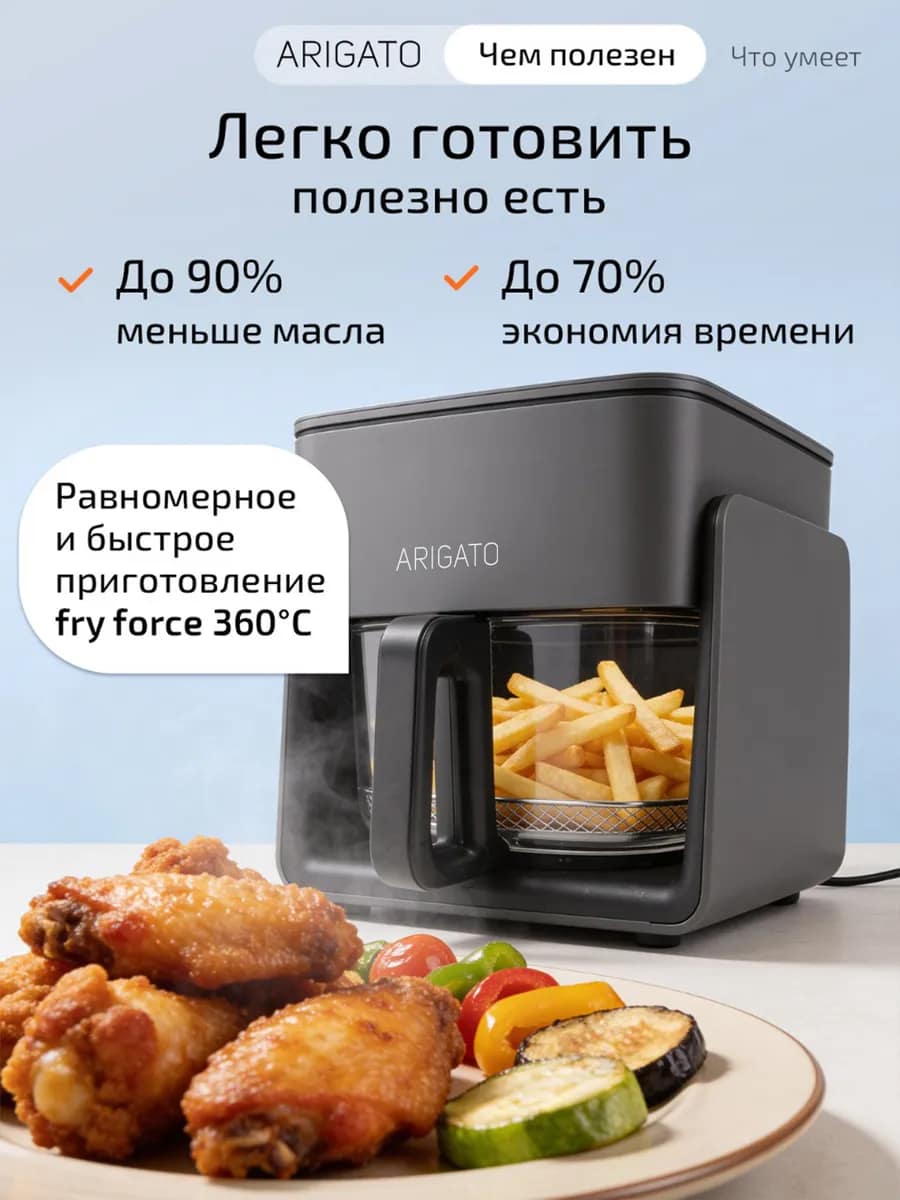 ARIGATO
Чем полезен
Что умеет
Легко готовить
полезно есть
До 90%
меньше масла
До 70%
экономия времени
Равномерное
и быстрое
приготовление
fry force 360°C
ARIGATO